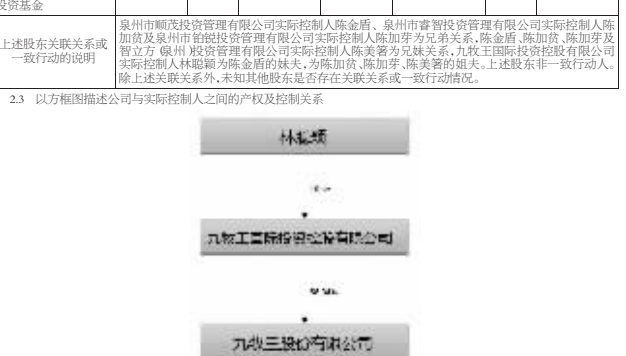 投资基金
泉州市顺茂投资管理有限公司实际控制人陈金盾、泉州市睿智投资管理有限公司实际控制人陈
加贫及泉州市铂锐投资管理有限公司实际控制人陈加芽为兄弟关系,陈金盾、陈加贫、陈加芽及
上述股东关联关系或
智立方(泉州)投资管理有限公司实际控制人陈美箸为兄妹关系,九牧王国际投资控股有限公司
一致行动的说明
实际控制人林聪颖为陈金盾的妹夫,为陈加贫、陈加芽、陈美箸的姐夫。上述股东非一致行动人。
除上述关联关系外,未知其他股东是否存在关联关系或一致行动情况。
2.3 以方框图描述公司与实际控制人之间的产权及控制关系
林聪颖
九牧王国际投资控股有限公司
九牧王股份有限公司